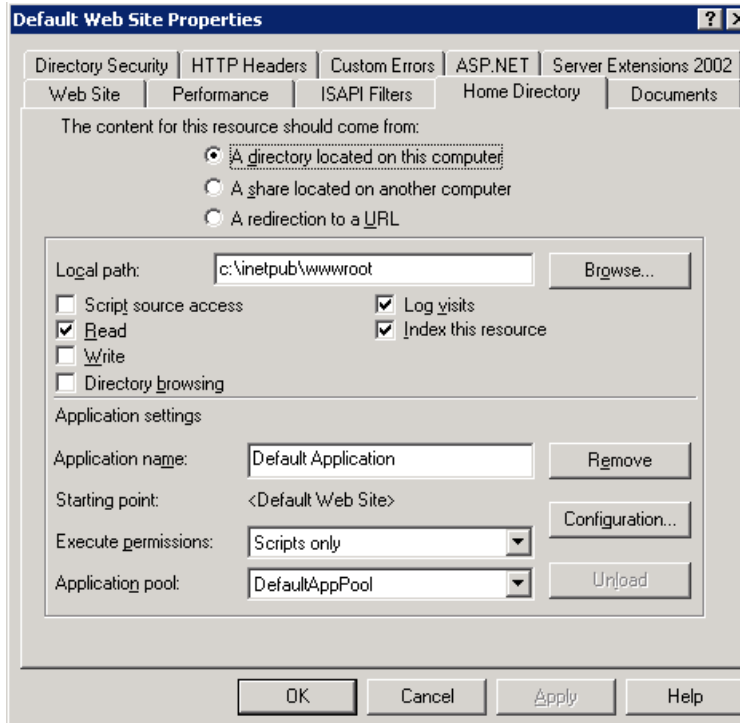 Default Web Site Properties
Directory Security HTTP Headers Custom Errors ASP.NET Server Extensions 2002
Web Site Performance ISAPI Filters Home Directory Documents
The content for this resource should come from:
A directory located on this computer
A share located on another computer
A redirection to a URL
Local path: c:\inetpub\wwwroot Browse...
Script source access Log visits
Read Index this resource
Write
Directory browsing
Application settings
Application name: Default Application Remove
Starting point: <Default Web Site>
Configuration...
Execute permissions: Scripts only
Application pool: DefaultAppPool Unload
OK Cancel Apply Help